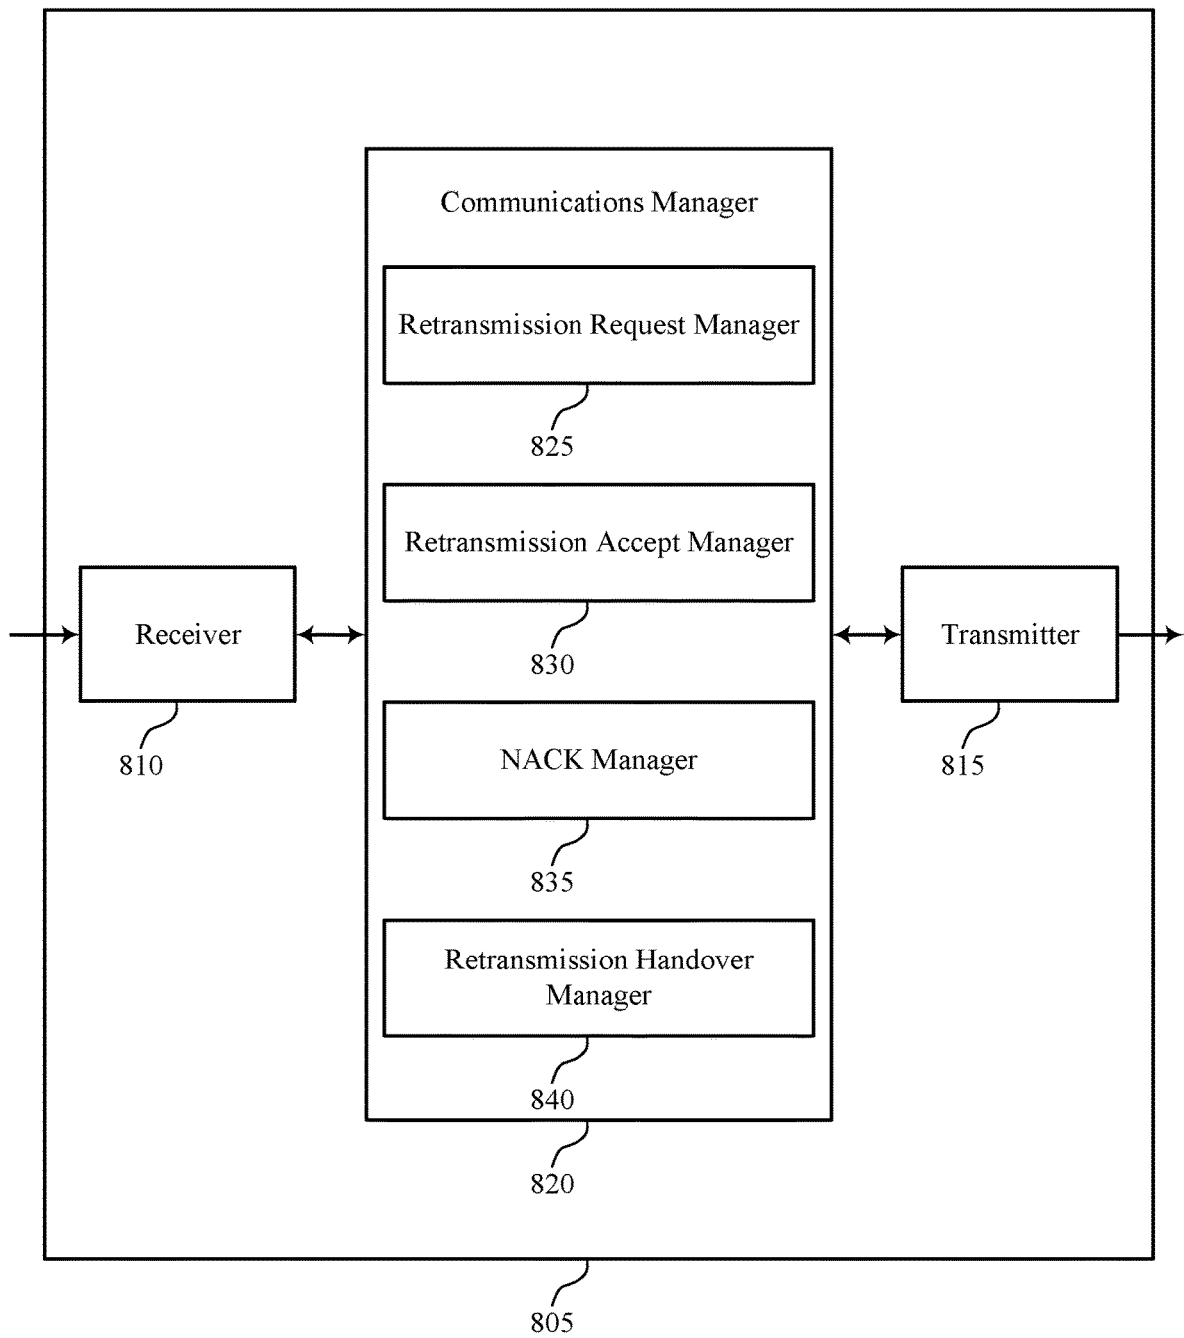 Communications Manager
Retransmission Request Manager
825
Retransmission Accept Manager
830
Receiver
810
Transmitter
815
NACK Manager
835
Retransmission Handover
Manager
840
820
805